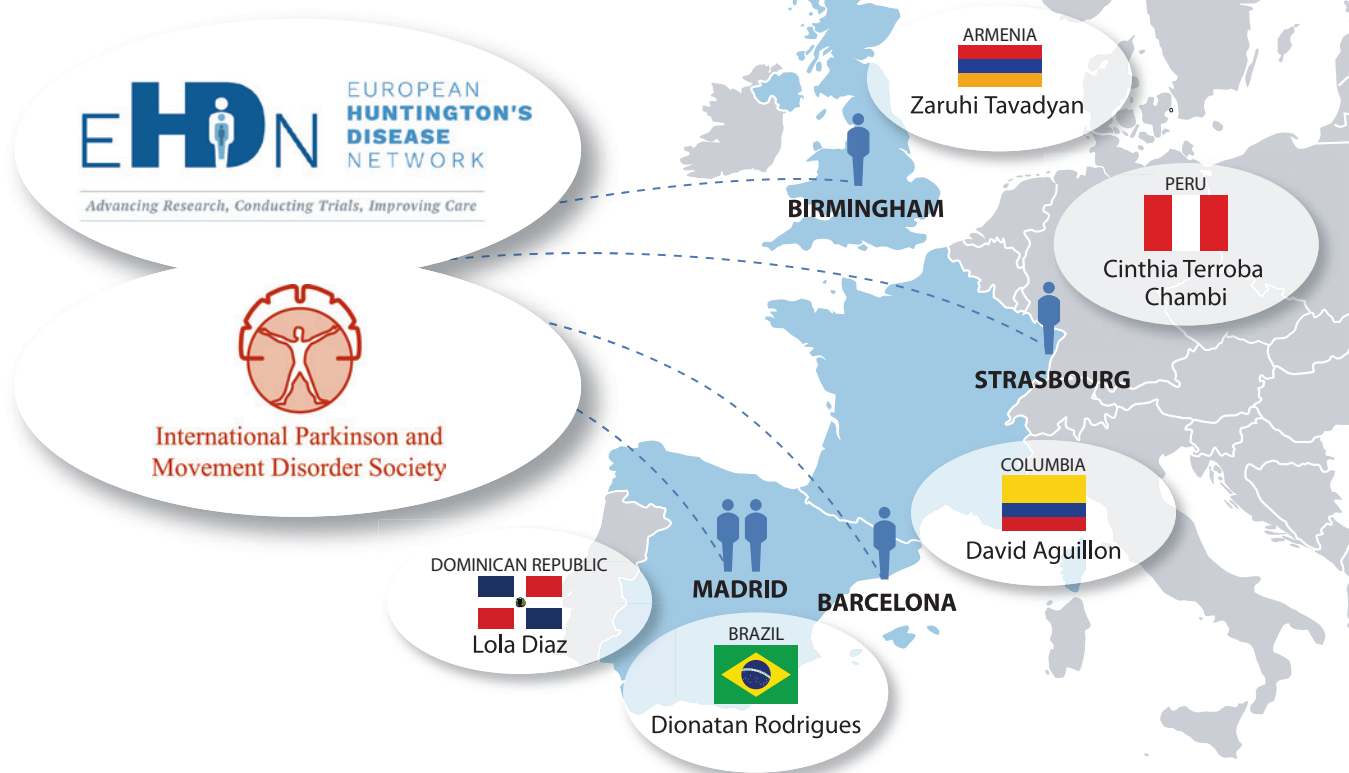 EHDN
EUROPEAN
HUNTINGTON'S
DISEASE
NETWORK
Advancing Research, Conducting Trials, Improving Care
International Parkinson and
Movement Disorder Society
ARMENIA
Zaruhi Tavadyan
BIRMINGHAM
PERU
Cinthia Terroba
Chambi
STRASBOURG
COLUMBIA
David Aguillon
DOMINICAN REPUBLIC
Lola Diaz
MADRID
BARCELONA
BRAZIL
Dionatan Rodrigues